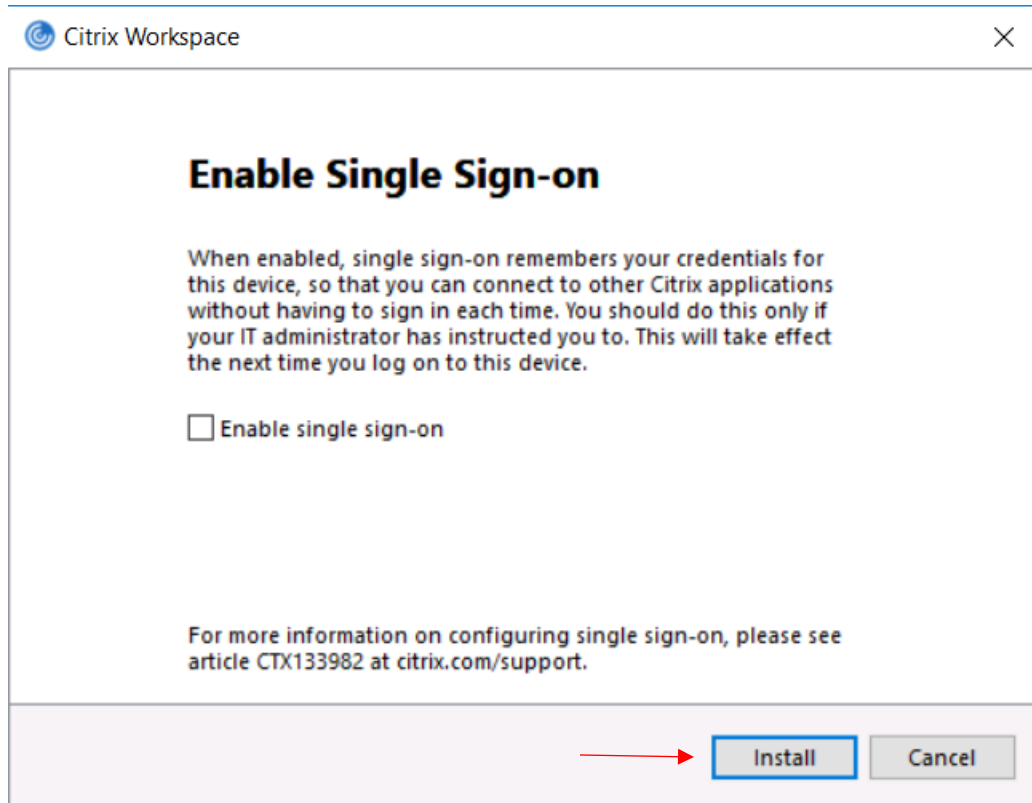 Citrix Workspace
Enable Single Sign-on
When enabled, single sign-on remembers your credentials for
this device, so that you can connect to other Citrix applications
without having to sign in each time. You should do this only if
your IT administrator has instructed you to. This will take effect
the next time you log on to this device.
Enable single sign-on
For more information on configuring single sign-on, please see
article CTX133982 at citrix.com/support.
Install Cancel